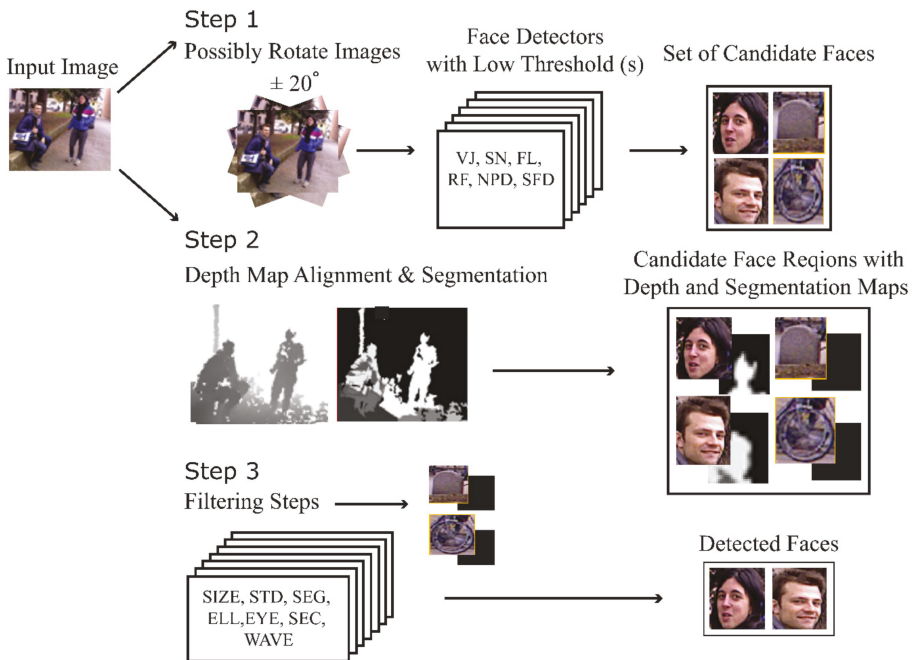 Step 1
Possibly Rotate Images
± 20°
Input Image
Face Detectors
with Low Threshold (s)
Set of Candidate Faces
VJ, SN, FL,
RF, NPD, SFD
Step 2
Depth Map Alignment & Segmentation
Candidate Face Reqions with
Depth and Segmentation Maps
Step 3
Filtering Steps
SIZE, STD, SEG,
ELL,EYE, SEC,
WAVE
Detected Faces